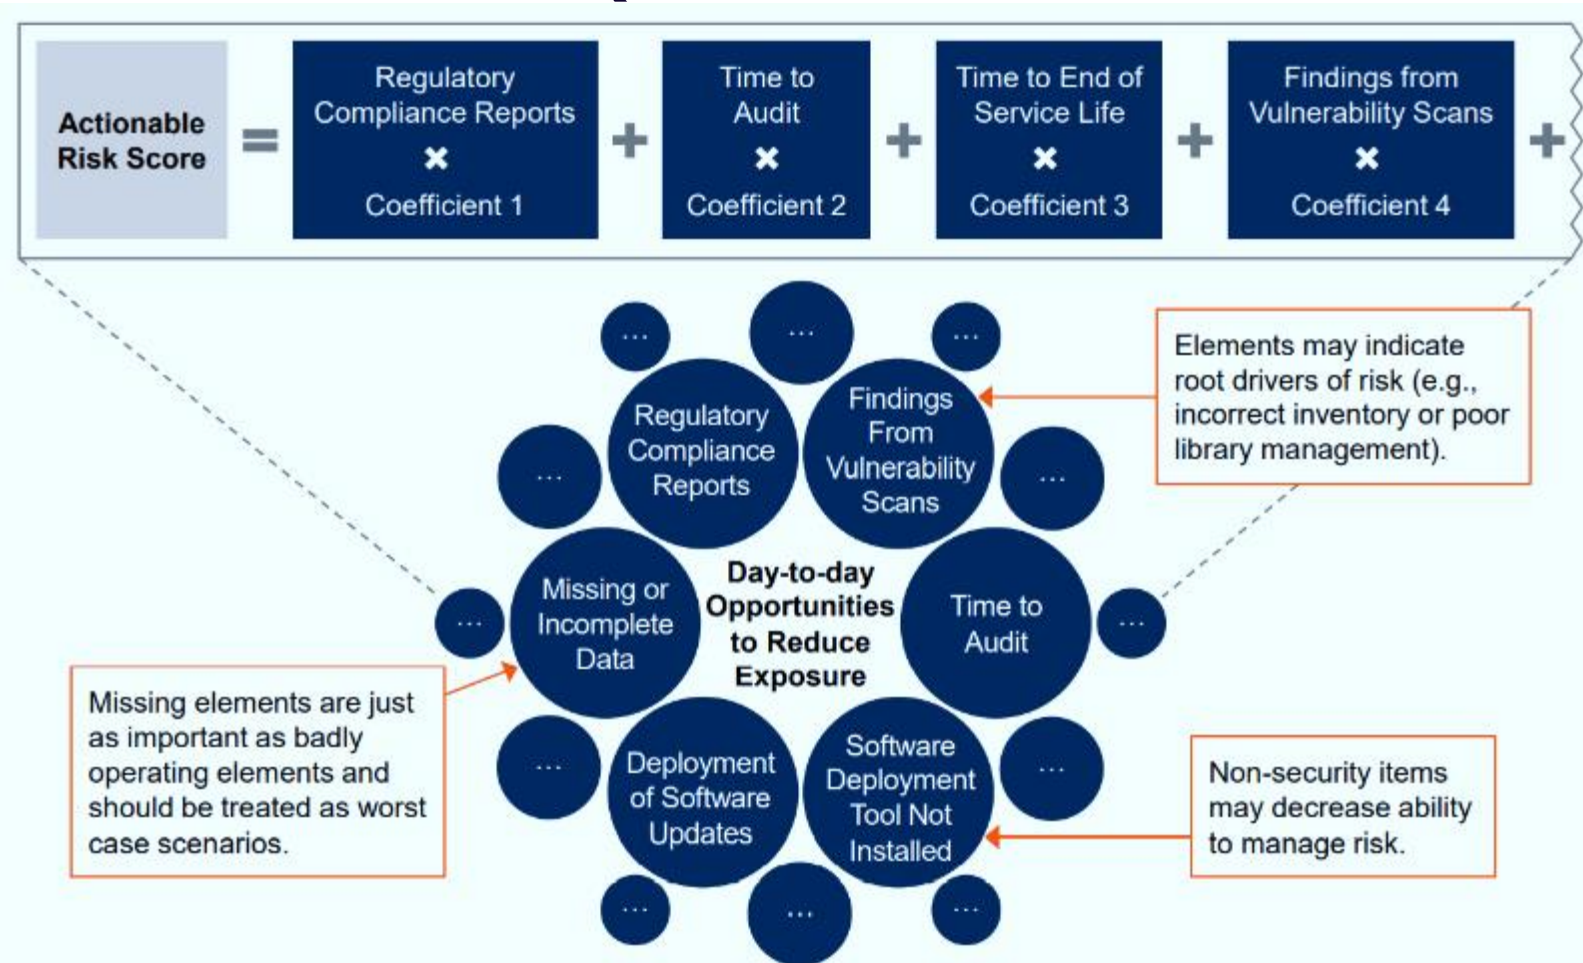 Actionable
Risk Score
=
Regulatory
Compliance Reports
×
Coefficient 1
+
Time to
Audit
×
Coefficient 2
+
Time to End of
Service Life
×
Coefficient 3
+
Findings from
Vulnerability Scans
×
Coefficient 4
+
...
...
...
Regulatory
Compliance
Reports
Findings
From
Vulnerability
Scans
Elements may indicate
root drivers of risk (e.g.,
incorrect inventory or poor
library management).
...
...
Missing or
Incomplete
Data
Day-to-day
Opportunities
to Reduce
Exposure
Time to
Audit
...
...
Missing elements are just
as important as badly
operating elements and
should be treated as worst
case scenarios.
...
Deployment
of Software
Updates
Software
Deployment
Tool Not
Installed
...
Non-security items
may decrease ability
to manage risk.
...
...
...